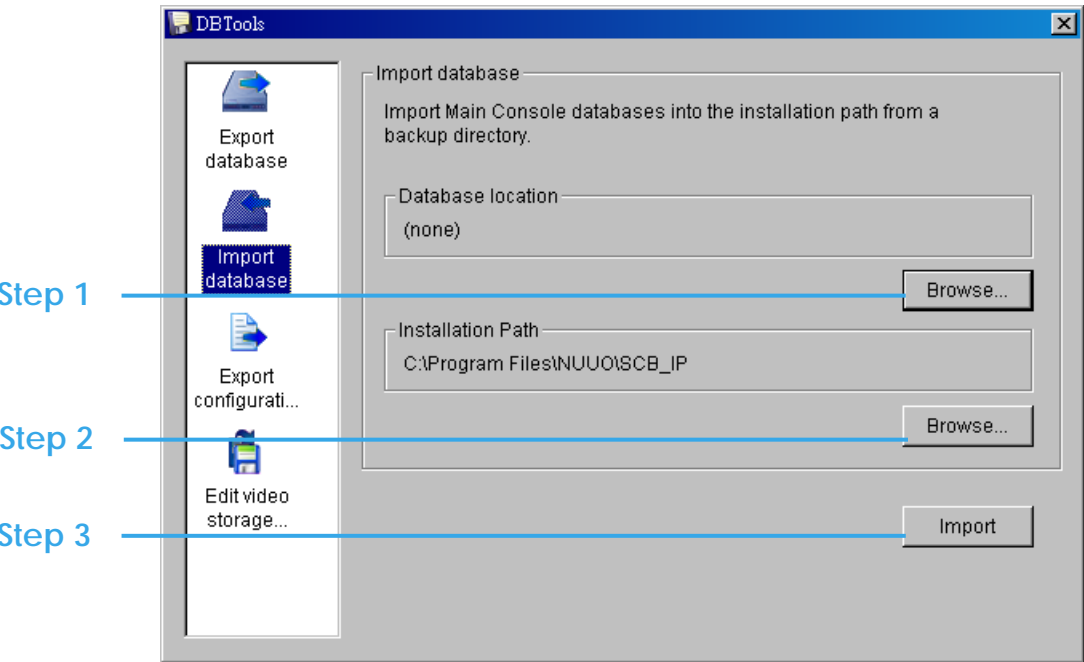 DBTools
Export
database
Import
database
Export
configurati...
Edit video
storage...
Import database
Import Main Console databases into the installation path from a
backup directory.
Database location
(none)
Browse...
Installation Path
C:\Program Files\NUUO\SCB_IP
Browse...
Import
Step 1
Step 2
Step 3